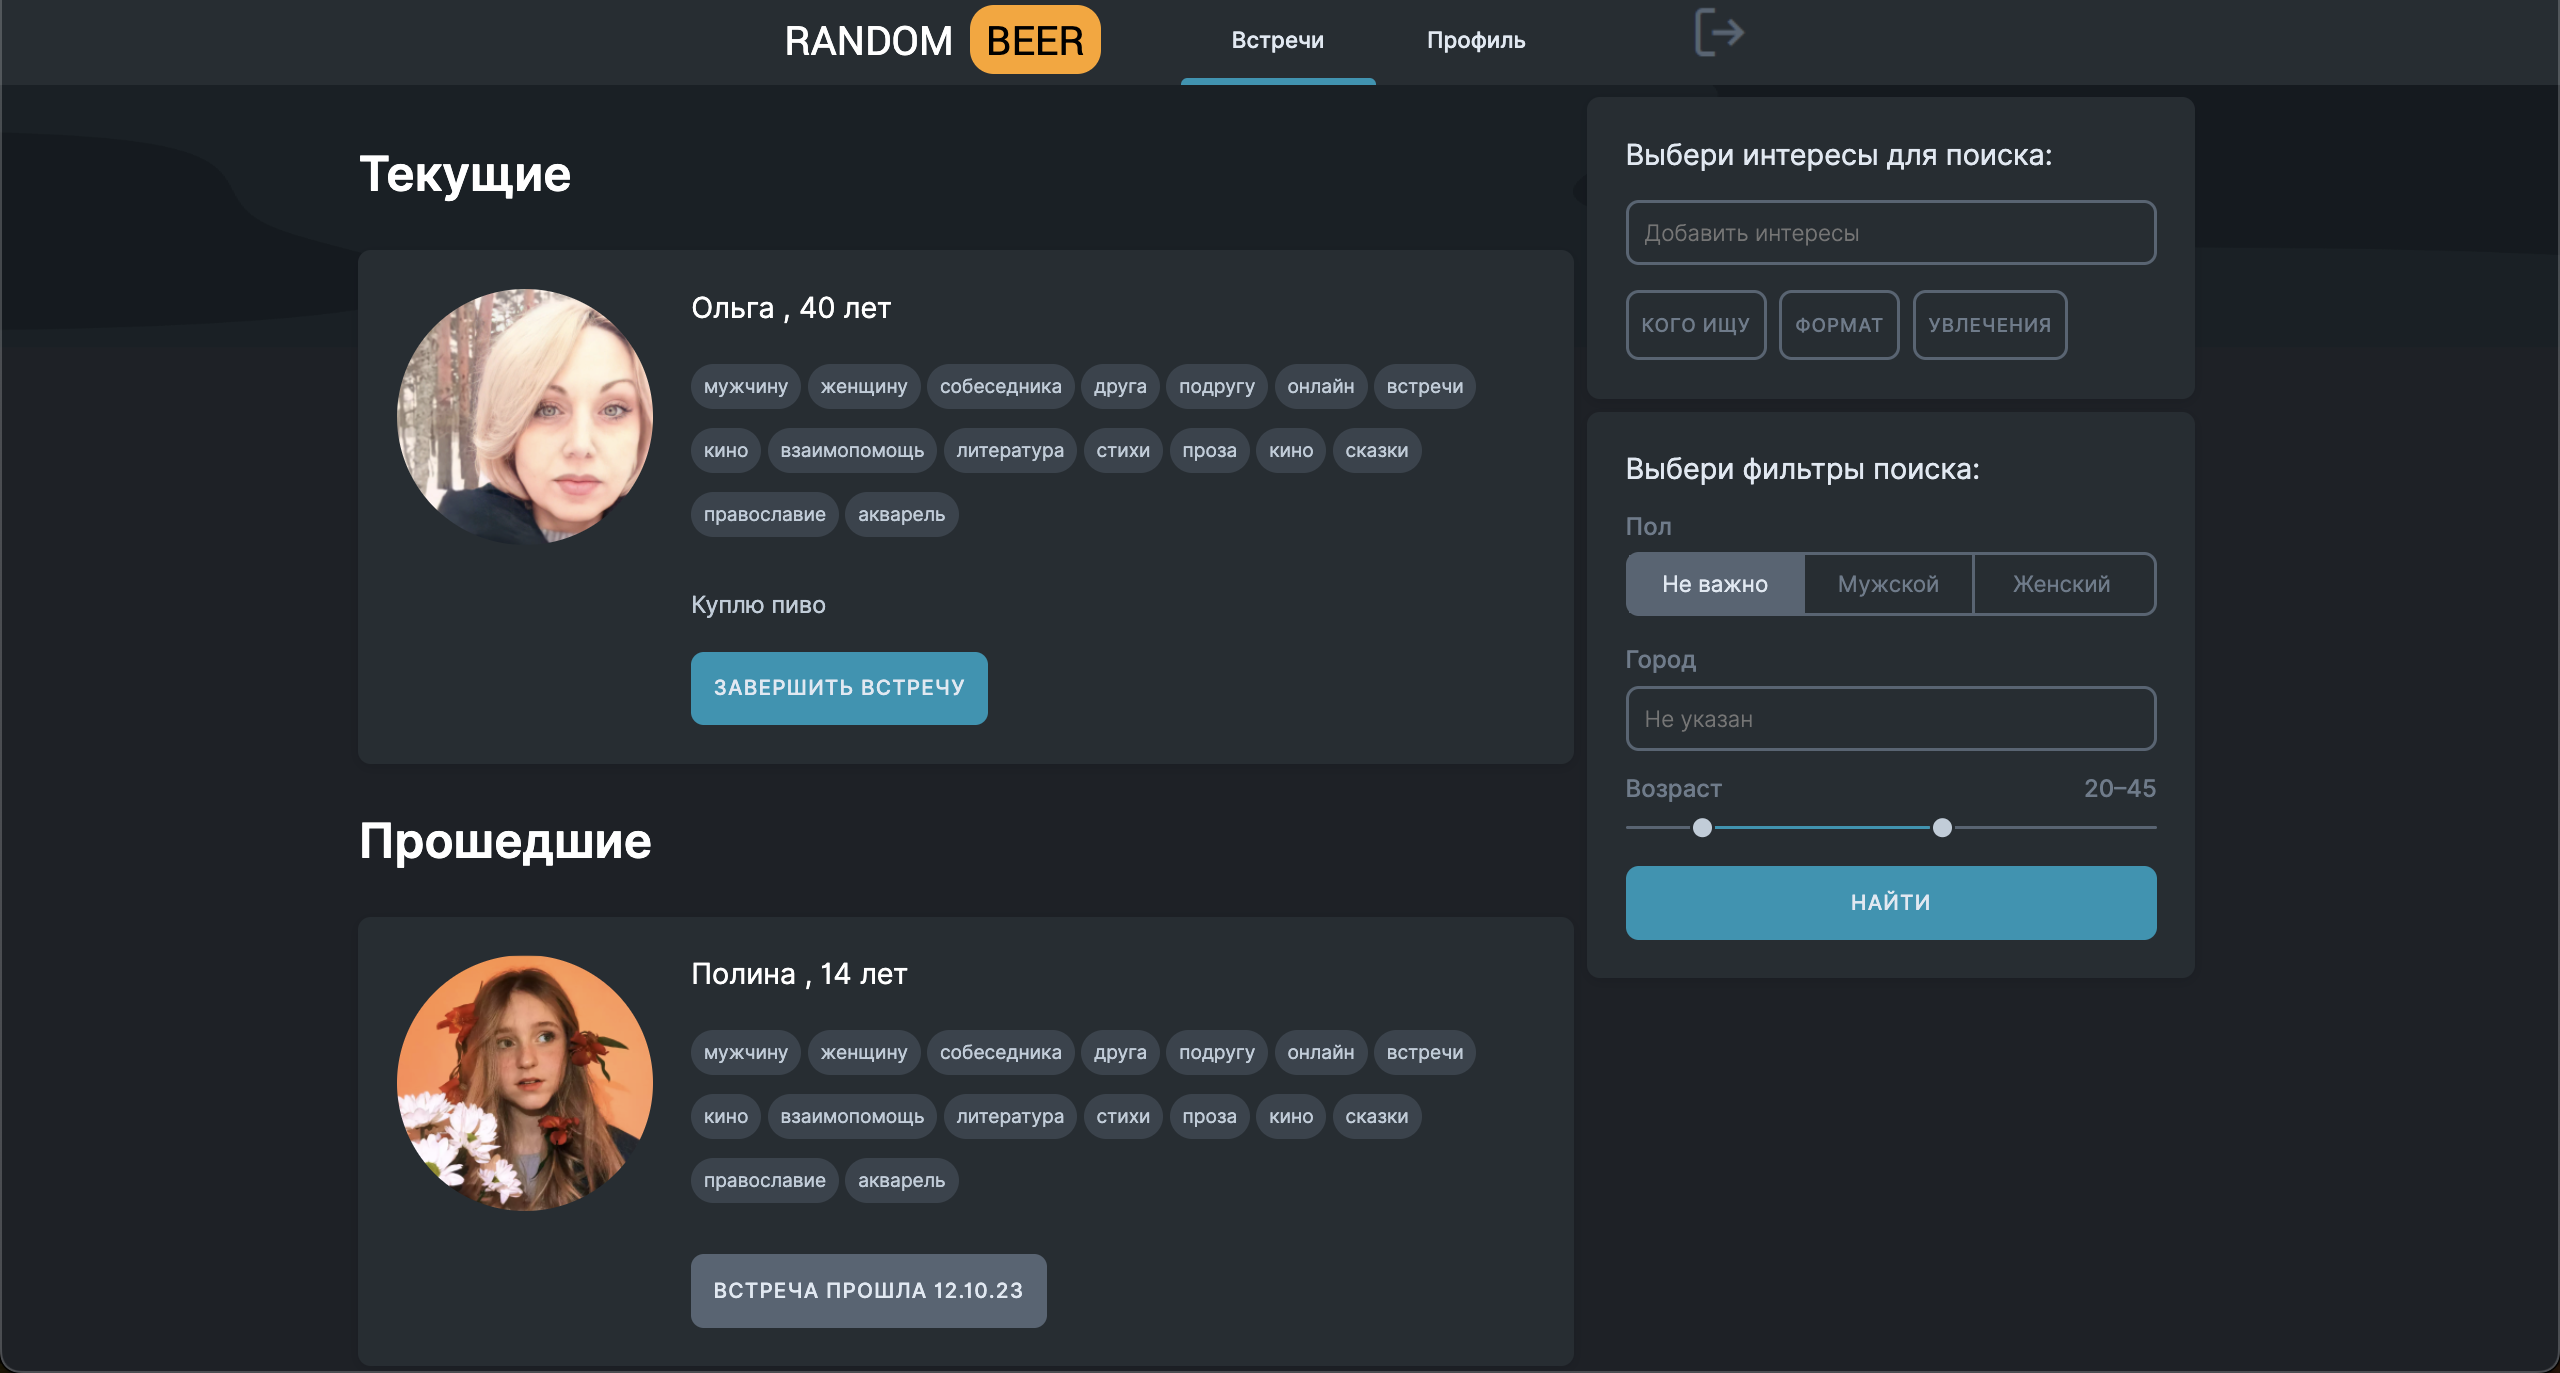 RANDOM BEER
Встречи
Профиль
Текущие
Ольга , 40 лет
мужчину женщину собеседника друга подругу онлайн встречи
кино взаимопомощь литература стихи проза кино сказки
православие акварель
Куплю пиво
ЗАВЕРШИТЬ ВСТРЕЧУ
Прошедшие
Полина , 14 лет
мужчину женщину собеседника друга подругу онлайн встречи
кино взаимопомощь литература стихи проза кино сказки
православие акварель
ВСТРЕЧА ПРОШЛА 12.10.23
Выбери интересы для поиска:
Добавить интересы
КОГО ИЩУ ФОРМАТ УВЛЕЧЕНИЯ
Выбери фильтры поиска:
Пол
Не важно Мужской Женский
Город
Не указан
Возраст 20–45
НАЙТИ